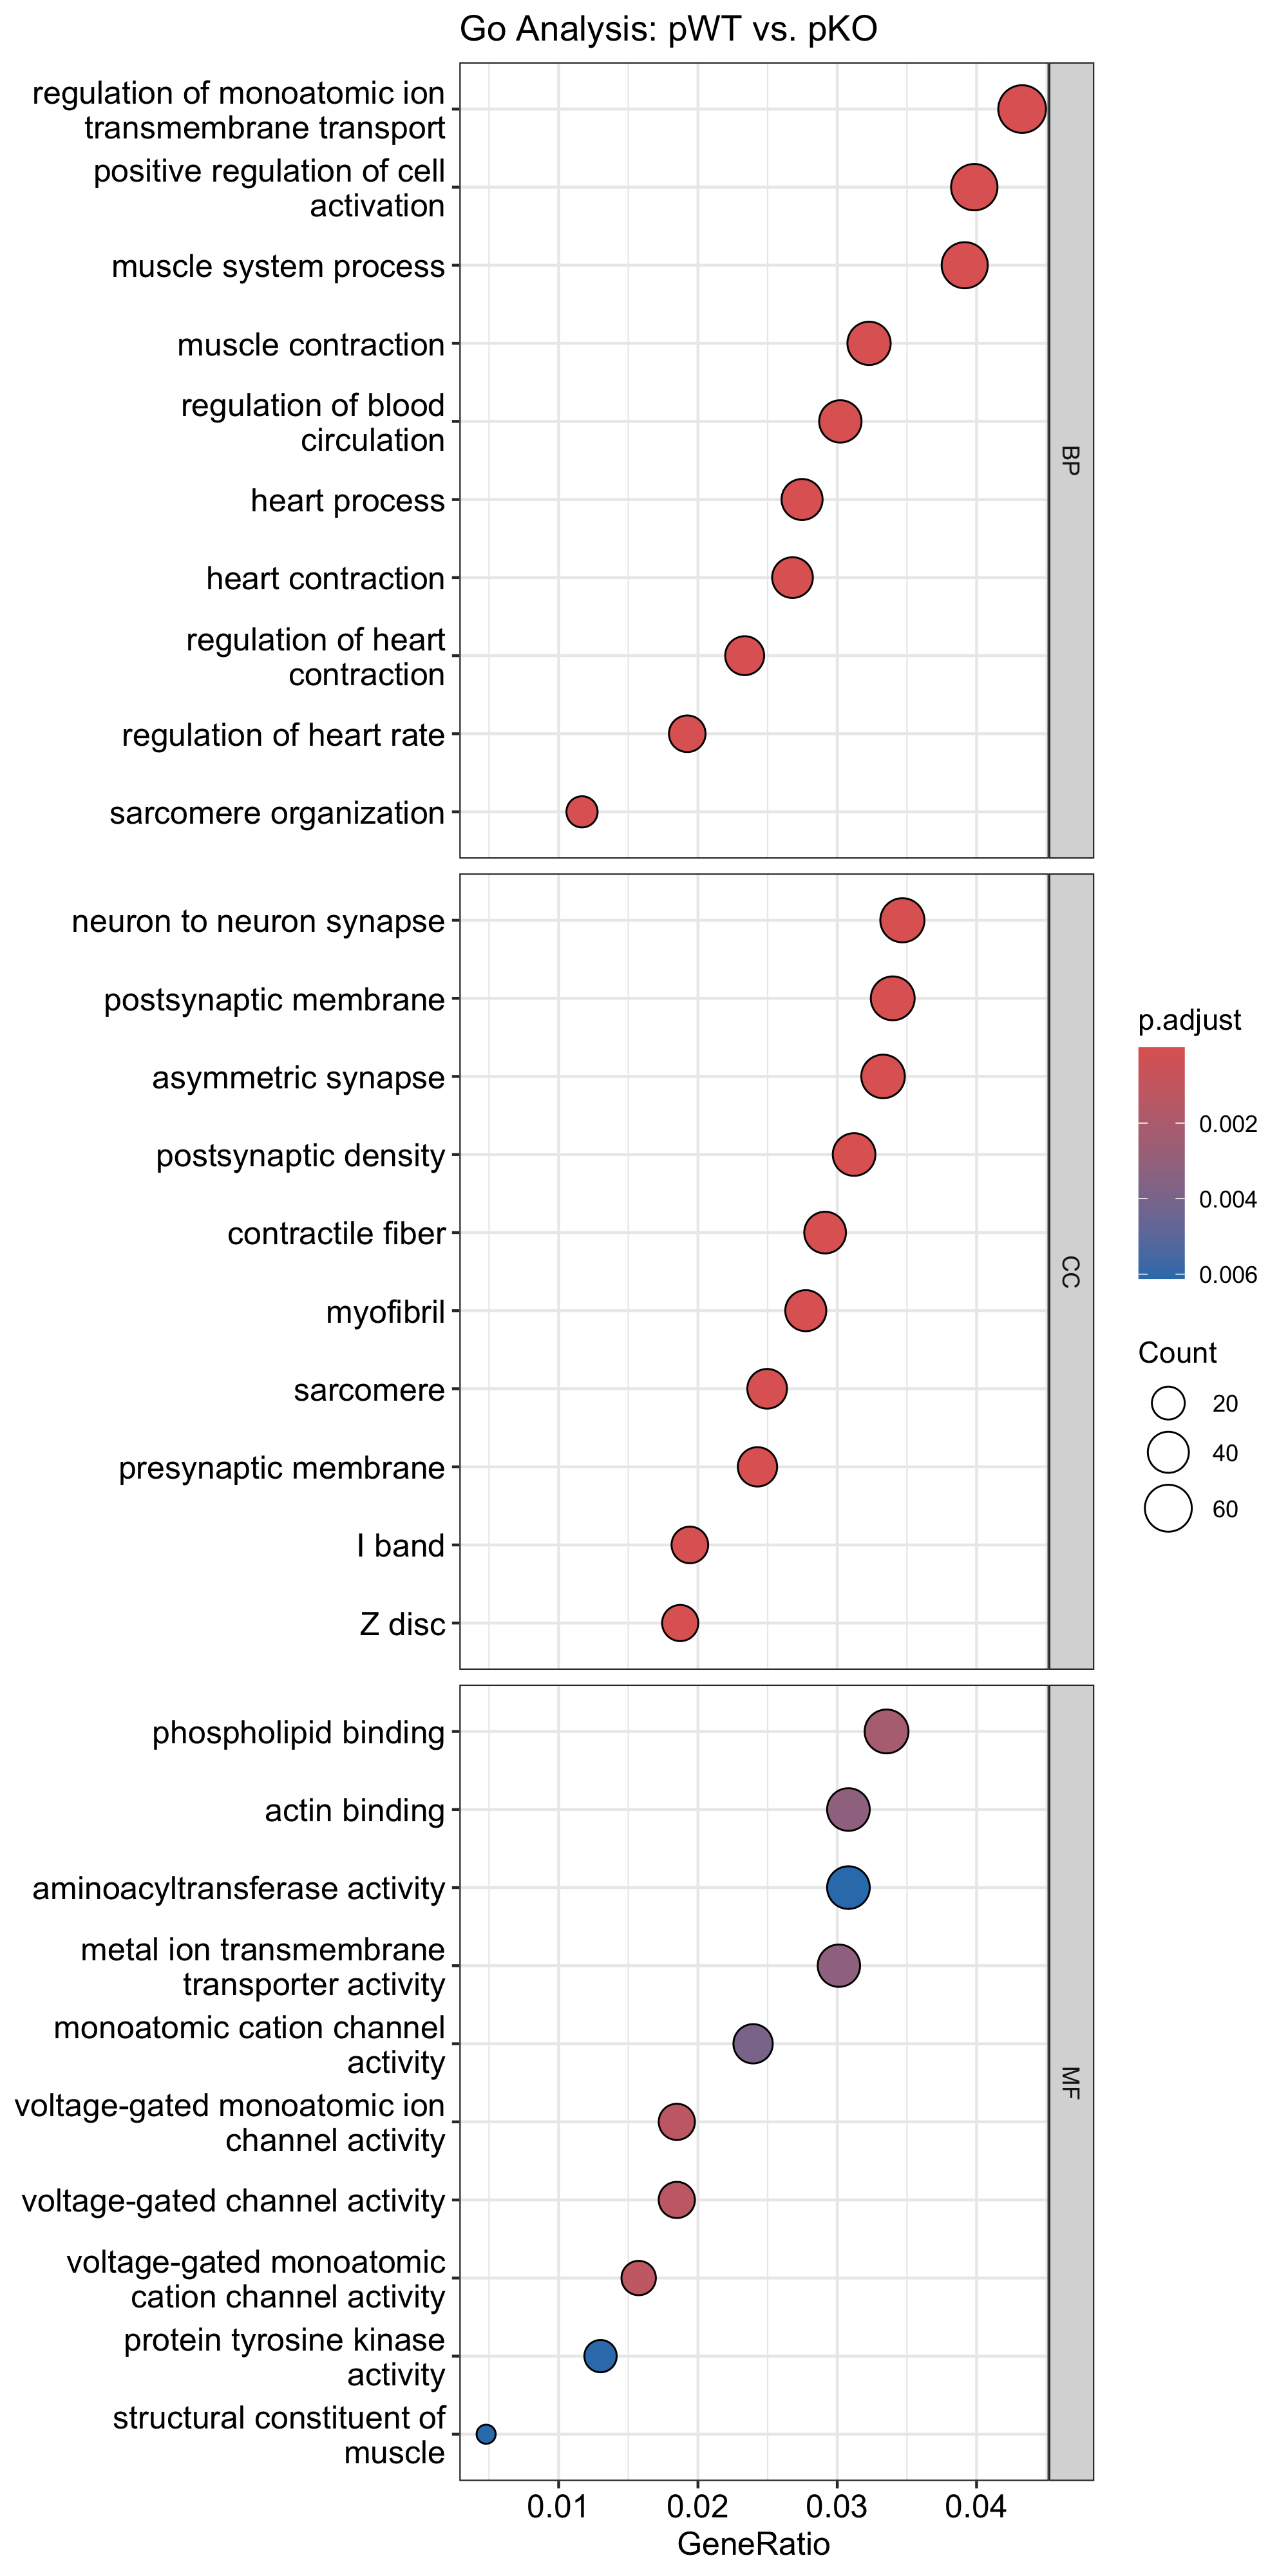 Go Analysis: pWT vs. pKO
regulation of monoatomic ion
transmembrane transport
positive regulation of cell
activation
muscle system process
muscle contraction
regulation of blood
circulation
heart process
heart contraction
regulation of heart
contraction
regulation of heart rate
sarcomere organization
BP
neuron to neuron synapse
postsynaptic membrane
asymmetric synapse
postsynaptic density
contractile fiber
myofibril
sarcomere
presynaptic membrane
I band
Z disc
CC
phospholipid binding
actin binding
aminoacyltransferase activity
metal ion transmembrane
transporter activity
monoatomic cation channel
activity
voltage-gated monoatomic ion
channel activity
voltage-gated channel activity
voltage-gated monoatomic
cation channel activity
protein tyrosine kinase
activity
structural constituent of
muscle
MF
0.01 0.02 0.03 0.04
GeneRatio
p.adjust
0.002
0.004
0.006
Count
20
40
60